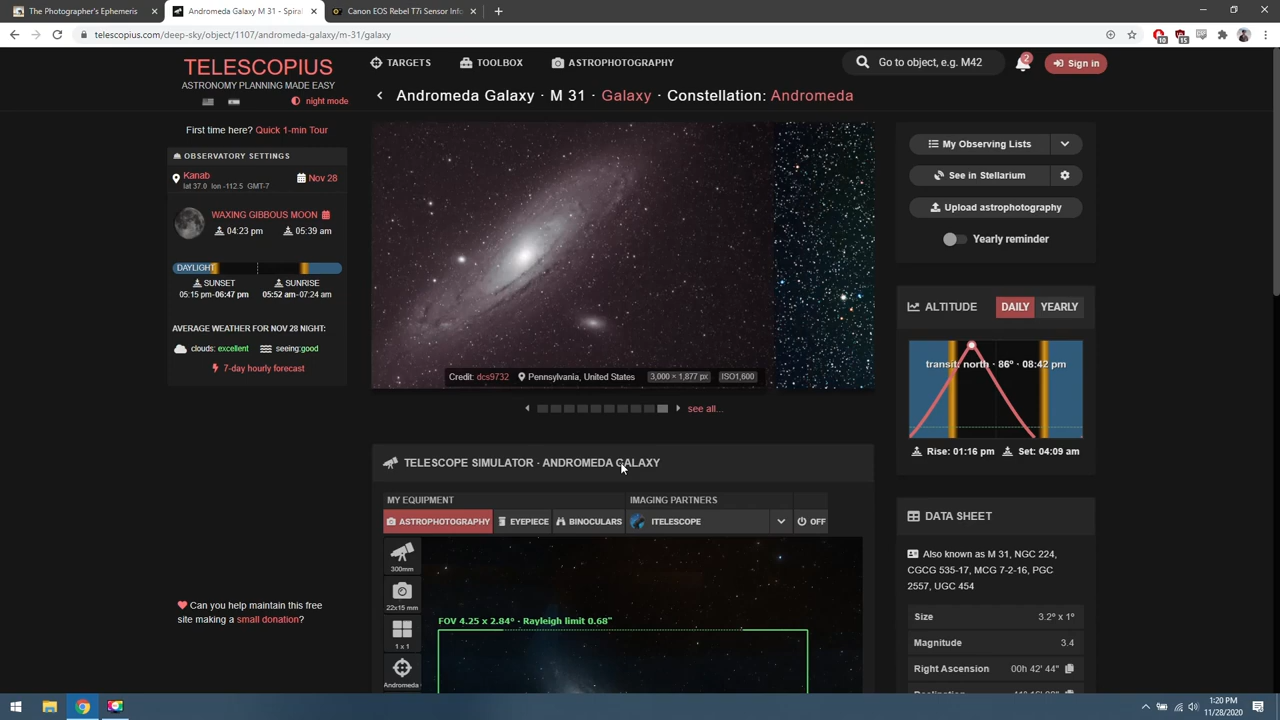 The Photographer's Ephemeris
Andromeda Galaxy M 31 - Spiral
Canon EOS Rebel T7i Sensor Info
telescopius.com/deep-sky/object/1107/andromeda-galaxy/m-31/galaxy
TELESCOPIUS
ASTRONOMY PLANNING MADE EASY
night mode
TARGETS
TOOLBOX
ASTROPHOTOGRAPHY
Go to object, e.g. M42
2
Sign in
Andromeda Galaxy · M 31 · Galaxy · Constellation: Andromeda
First time here? Quick 1-min Tour
OBSERVATORY SETTINGS
Kanab
lat 37.0 lon -112.5 GMT-7
Nov 28
WAXING GIBBOUS MOON
04:23 pm
05:39 am
DAYLIGHT
SUNSET
05:15 pm-06:47 pm
SUNRISE
05:52 am-07:24 am
AVERAGE WEATHER FOR NOV 28 NIGHT:
clouds: excellent
seeing:good
7-day hourly forecast
Can you help maintain this free
site making a small donation?
Credit: dcs9732
Pennsylvania, United States
3,000 × 1,877 px
ISO1,600
see all...
TELESCOPE SIMULATOR · ANDROMEDA GALAXY
MY EQUIPMENT
IMAGING PARTNERS
ASTROPHOTOGRAPHY
EYEPIECE
BINOCULARS
ITELESCOPE
OFF
300mm
22x15 mm
1 x 1
Andromeda
FOV 4.25 x 2.84° · Rayleigh limit 0.68"
My Observing Lists
See in Stellarium
Upload astrophotography
Yearly reminder
ALTITUDE
DAILY
YEARLY
transit: north · 86° · 08:42 pm
Rise: 01:16 pm
Set: 04:09 am
DATA SHEET
Also known as M 31, NGC 224,
CGCG 535-17, MCG 7-2-16, PGC
2557, UGC 454
Size
3.2° x 1°
Magnitude
3.4
Right Ascension
00h 42' 44"
1:20 PM
11/28/2020